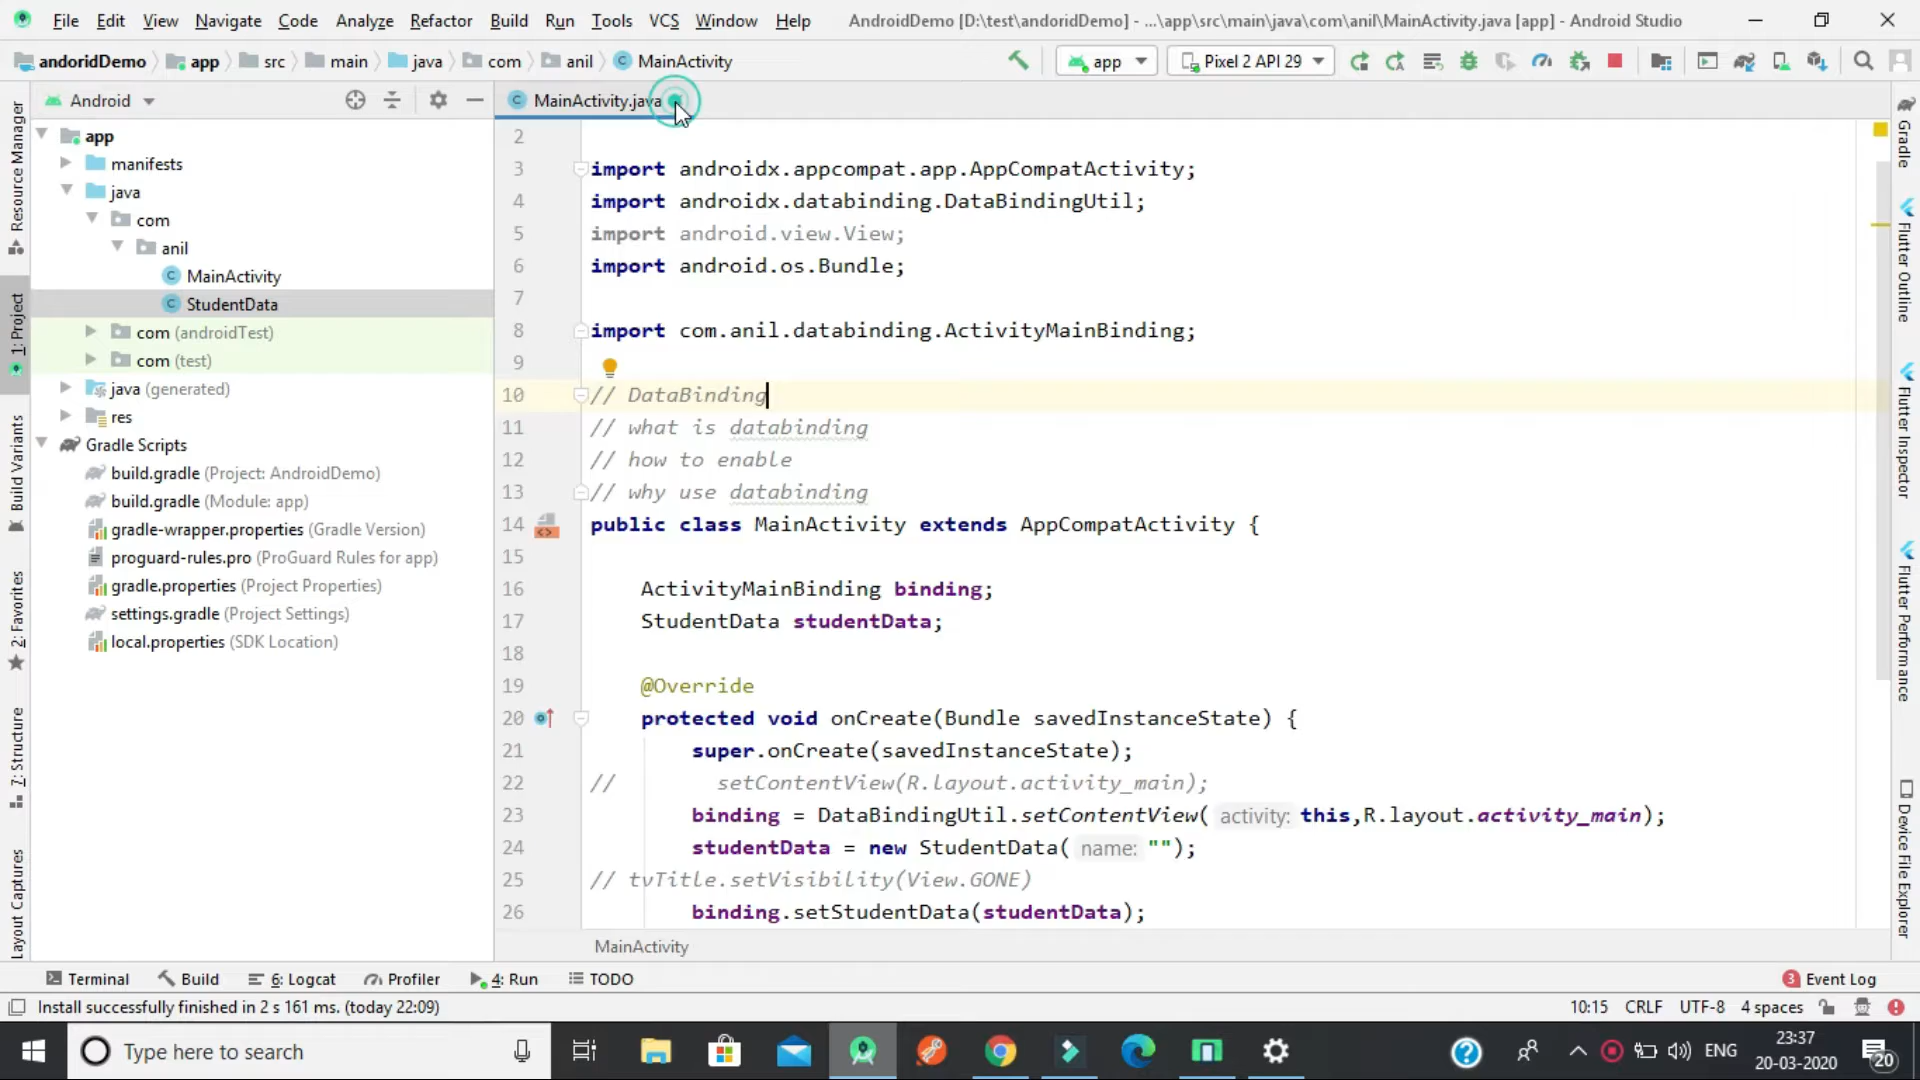 File Edit View Navigate Code Analyze Refactor Build Run Tools VCS Window Help AndroidDemo [D:\test\andoridDemo] - ...\app\src\main\java\com\anil\MainActivity.java [app] - Android Studio
andoridDemo app src main java com anil MainActivity app Pixel 2 API 29
Android
MainActivity.java
app
manifests
java
com
anil
MainActivity
StudentData
com (androidTest)
com (test)
java (generated)
res
Gradle Scripts
build.gradle (Project: AndroidDemo)
build.gradle (Module: app)
gradle-wrapper.properties (Gradle Version)
proguard-rules.pro (ProGuard Rules for app)
gradle.properties (Project Properties)
settings.gradle (Project Settings)
local.properties (SDK Location)
Resource Manager
1: Project
Build Variants
2: Favorites
7: Structure
Layout Captures
2
3 import androidx.appcompat.app.AppCompatActivity;
4 import androidx.databinding.DataBindingUtil;
5 import android.view.View;
6 import android.os.Bundle;
7
8 import com.anil.databinding.ActivityMainBinding;
9
10 // DataBinding
11 // what is databinding
12 // how to enable
13 // why use databinding
14 public class MainActivity extends AppCompatActivity {
15
16 ActivityMainBinding binding;
17 StudentData studentData;
18
19 @Override
20 protected void onCreate(Bundle savedInstanceState) {
21 super.onCreate(savedInstanceState);
22 // setContentView(R.layout.activity_main);
23 binding = DataBindingUtil.setContentView( activity: this,R.layout.activity_main);
24 studentData = new StudentData( name: "");
25 // tvTitle.setVisibility(View.GONE)
26 binding.setStudentData(studentData);
MainActivity
Gradle
Flutter Outline
Flutter Inspector
Flutter Performance
Device File Explorer
Terminal Build 6: Logcat Profiler 4: Run TODO 3 Event Log
Install successfully finished in 2 s 161 ms. (today 22:09) 10:15 CRLF UTF-8 4 spaces
Type here to search ENG 23:37
20-03-2020 20